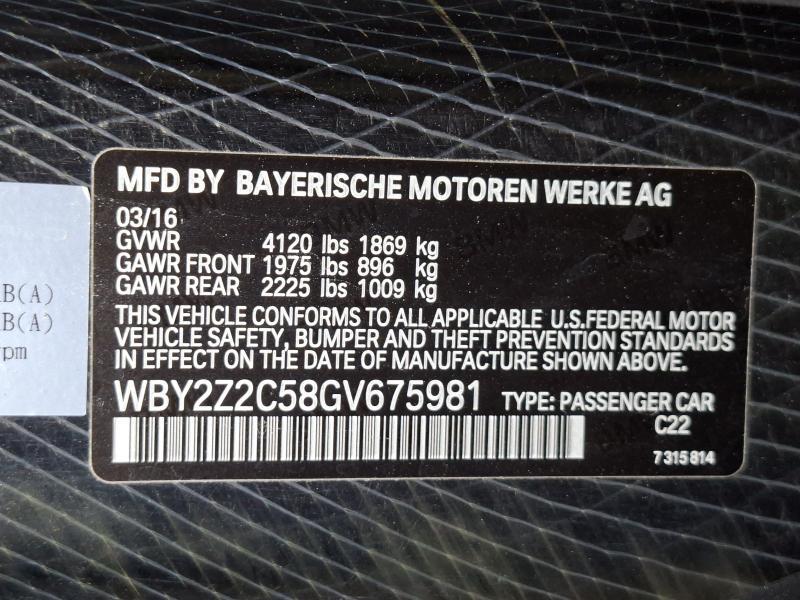 MFD BY BAYERISCHE MOTOREN WERKE AG
03/16
GVWR 4120 lbs 1869 kg
GAWR FRONT 1975 lbs 896 kg
GAWR REAR 2225 lbs 1009 kg
THIS VEHICLE CONFORMS TO ALL APPLICABLE U.S.FEDERAL MOTOR
VEHICLE SAFETY, BUMPER AND THEFT PREVENTION STANDARDS
IN EFFECT ON THE DATE OF MANUFACTURE SHOWN ABOVE.
WBY2Z2C58GV675981 TYPE: PASSENGER CAR
C22
7315814
B(A)
B(A)
pm
BMW